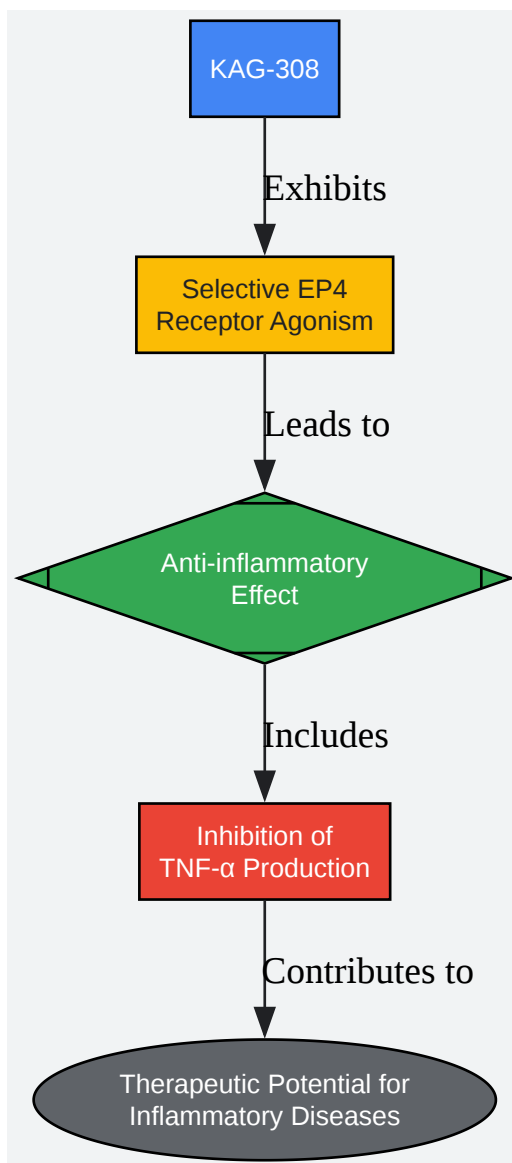 KAG-308
Exhibits
Selective EP4
Receptor Agonism
Leads to
Anti-inflammatory
Effect
Includes
Inhibition of
TNF-α Production
Contributes to
Therapeutic Potential for
Inflammatory Diseases